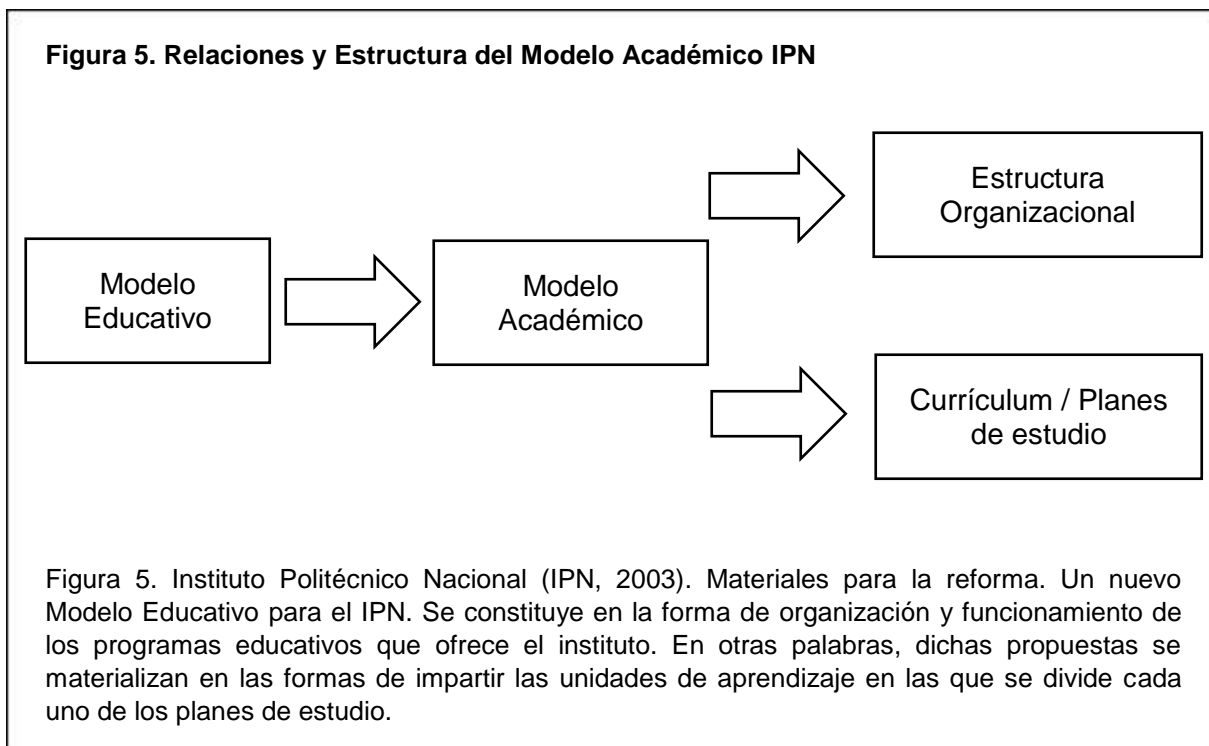 Figura 5. Relaciones y Estructura del Modelo Académico IPN
Estructura
Organizacional
Modelo
Educativo
Modelo
Académico
Currículum / Planes
de estudio
Figura 5. Instituto Politécnico Nacional (IPN, 2003). Materiales para la reforma. Un nuevo
Modelo Educativo para el IPN. Se constituye en la forma de organización y funcionamiento de
los programas educativos que ofrece el instituto. En otras palabras, dichas propuestas se
materializan en las formas de impartir las unidades de aprendizaje en las que se divide cada
uno de los planes de estudio.